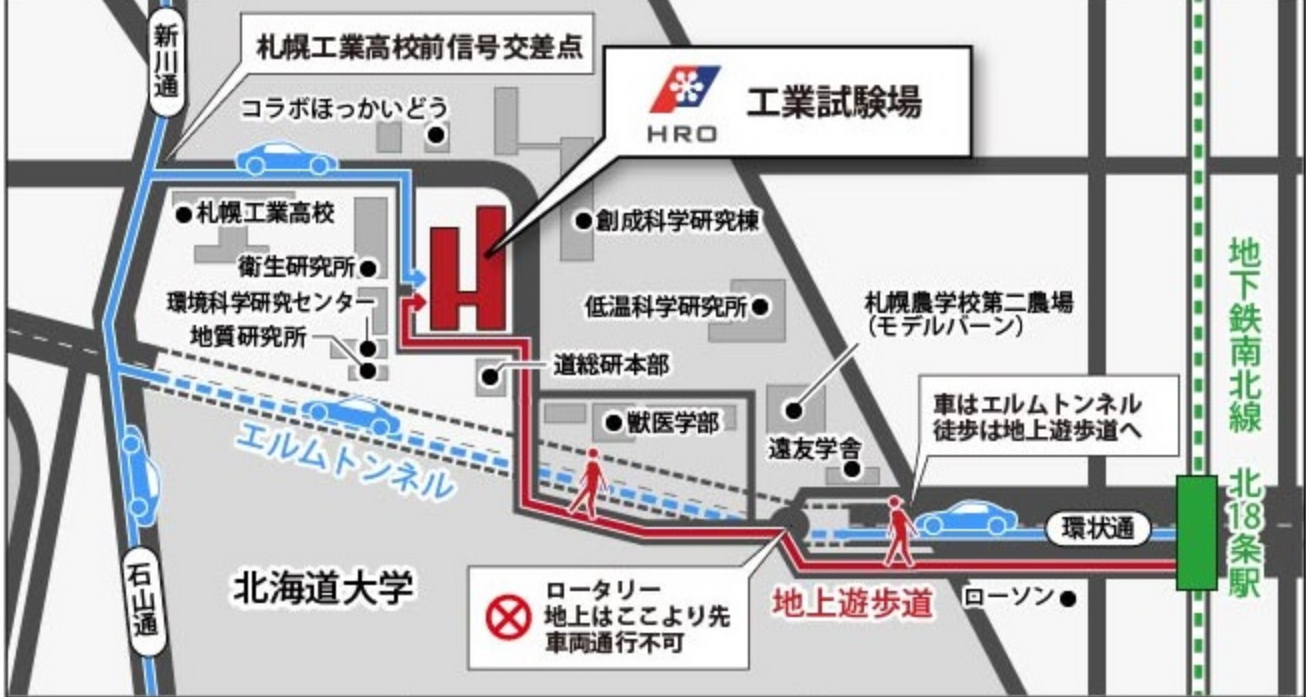 新川通
札幌工業高校前信号交差点
コラボほっかいどう
HRO
工業試験場
札幌工業高校
創成科学研究棟
衛生研究所
環境科学研究センター
地質研究所
低温科学研究所
札幌農学校第二農場
(モデルバーン)
道総研本部
獣医学部
遠友学舎
車はエルムトンネル
徒歩は地上遊歩道へ
エルムトンネル
環状通
地下鉄南北線 北18条駅
石山通
北海道大学
ロータリー
地上はここより先
車両通行不可
地上遊歩道
ローソン